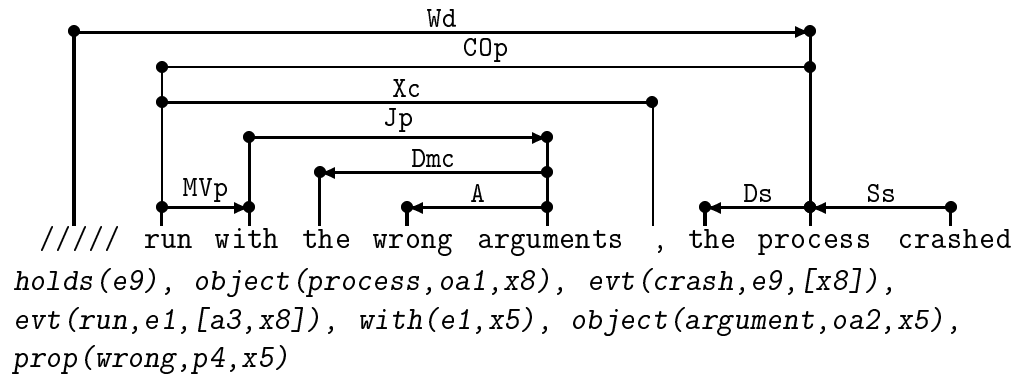 Wd
COp
Xc
Jp
Dmc
MVp A Ds Ss
///// run with the wrong arguments , the process crashed
holds(e9), object(process,oa1,x8), evt(crash,e9,[x8]),
evt(run,e1,[a3,x8]), with(e1,x5), object(argument,oa2,x5),
prop(wrong,p4,x5)